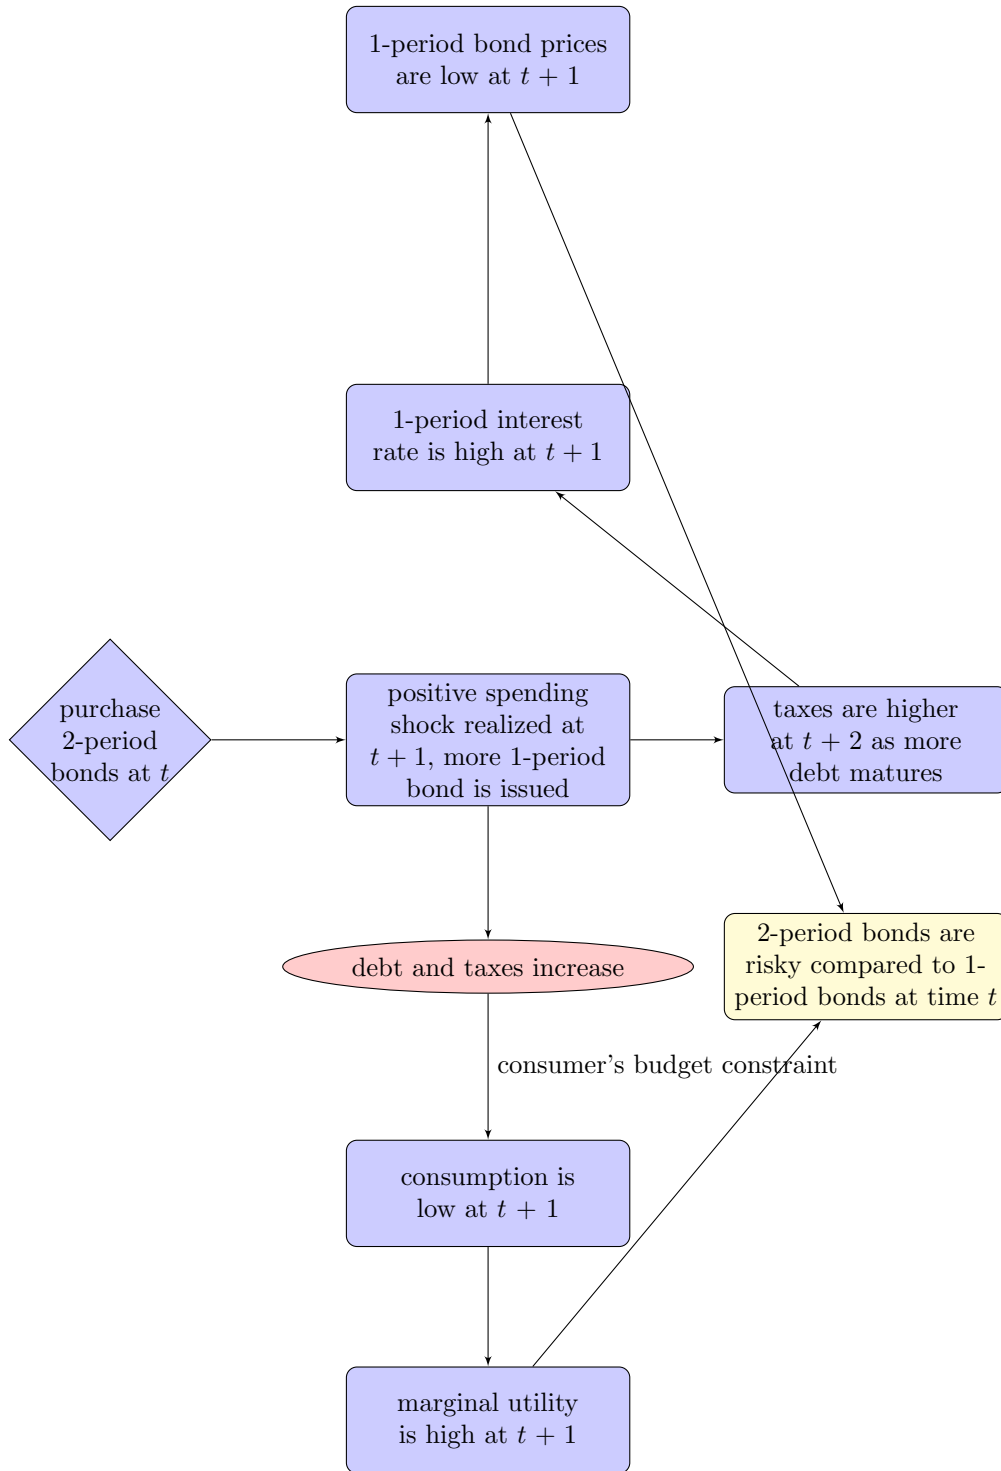 1-period bond prices
are low at t + 1
1-period interest
rate is high at t + 1
purchase
2-period
bonds at t
positive spending
shock realized at
t + 1, more 1-period
bond is issued
taxes are higher
at t + 2 as more
debt matures
debt and taxes increase
2-period bonds are
risky compared to 1-
period bonds at time t
consumer's budget constraint
consumption is
low at t + 1
marginal utility
is high at t + 1